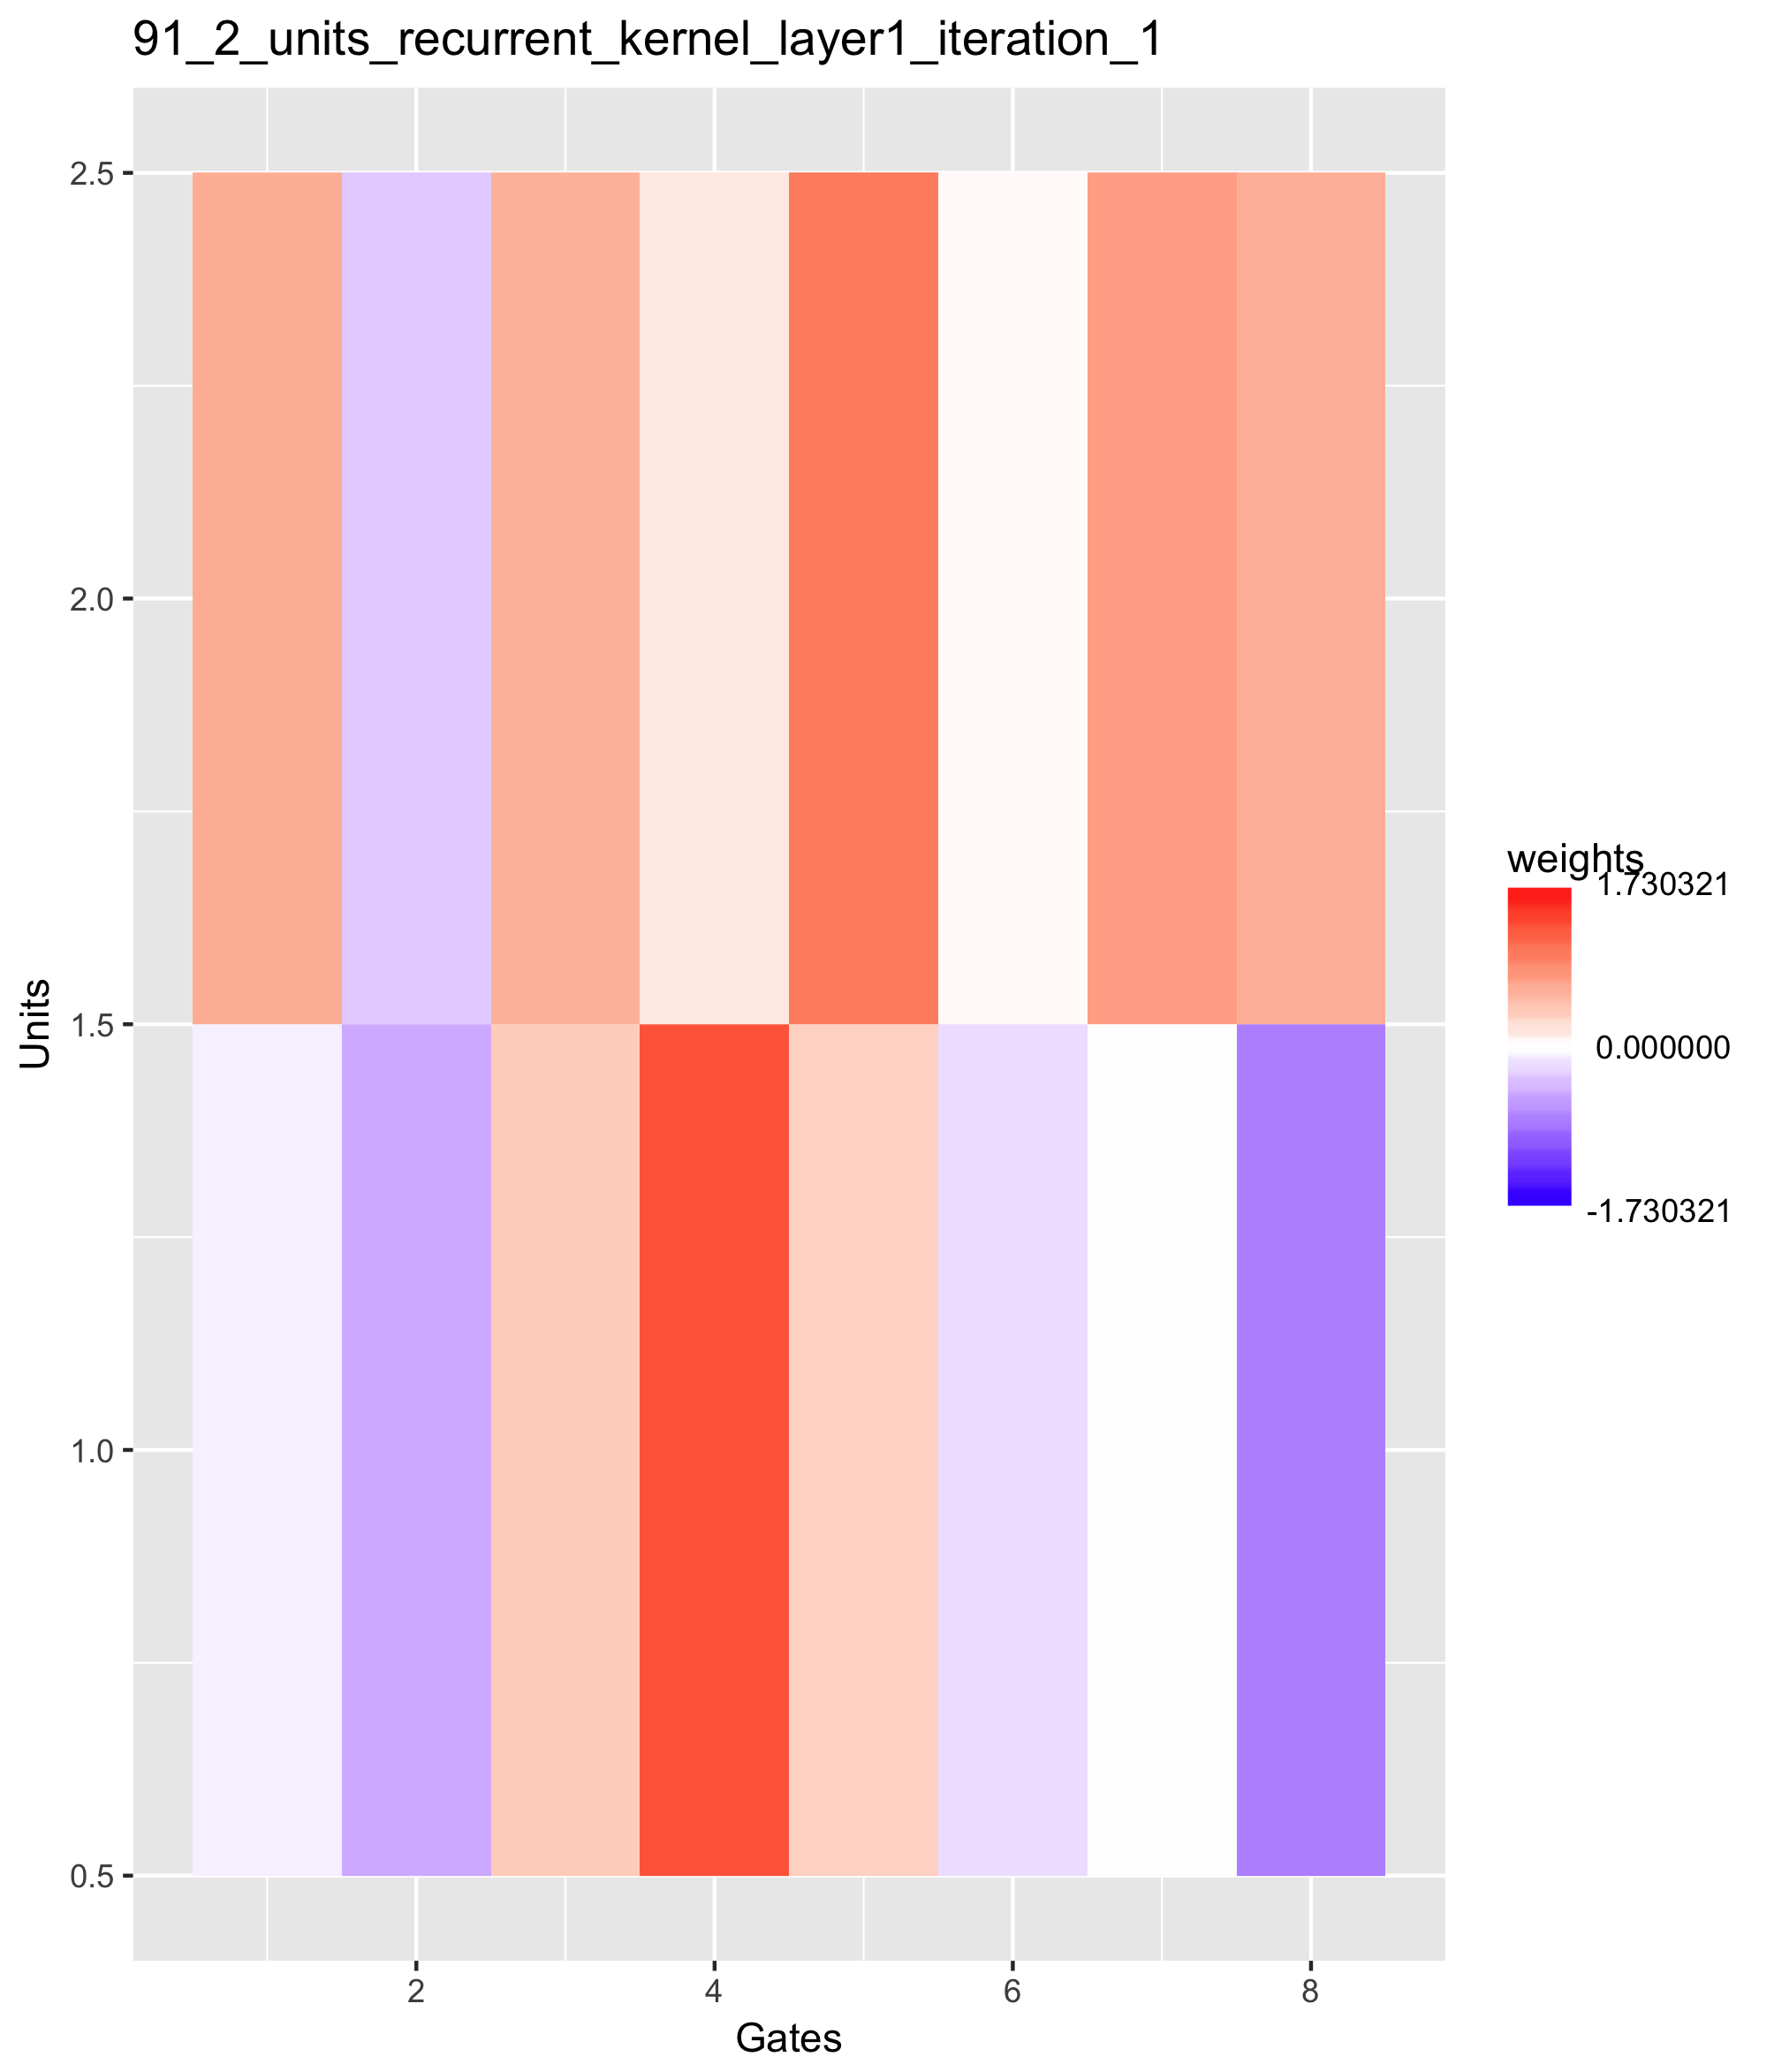 91_2_units_recurrent_kernel_layer1_iteration_1
2.5
2.0
1.5
1.0
0.5
Units
2 4 6 8
Gates
weights
1.730321
0.000000
-1.730321